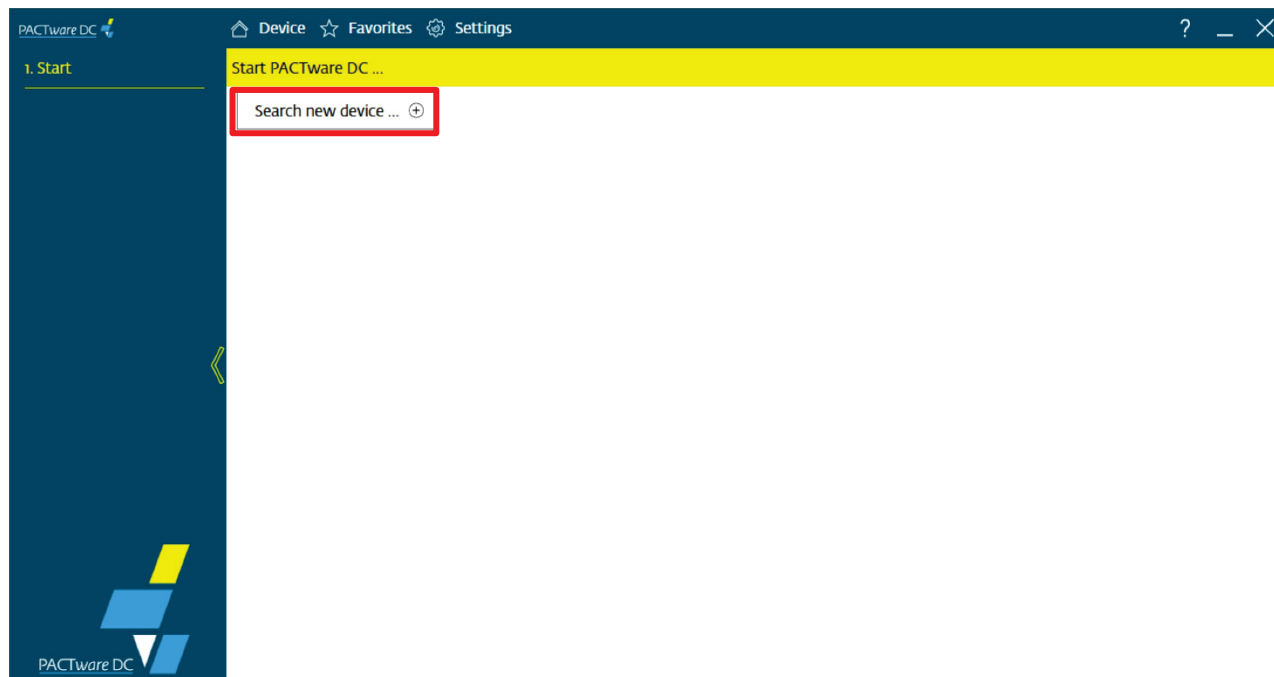 PACTware DC
Device Favorites Settings ?
1. Start
Start PACTware DC ...
Search new device ...
PACTware DC